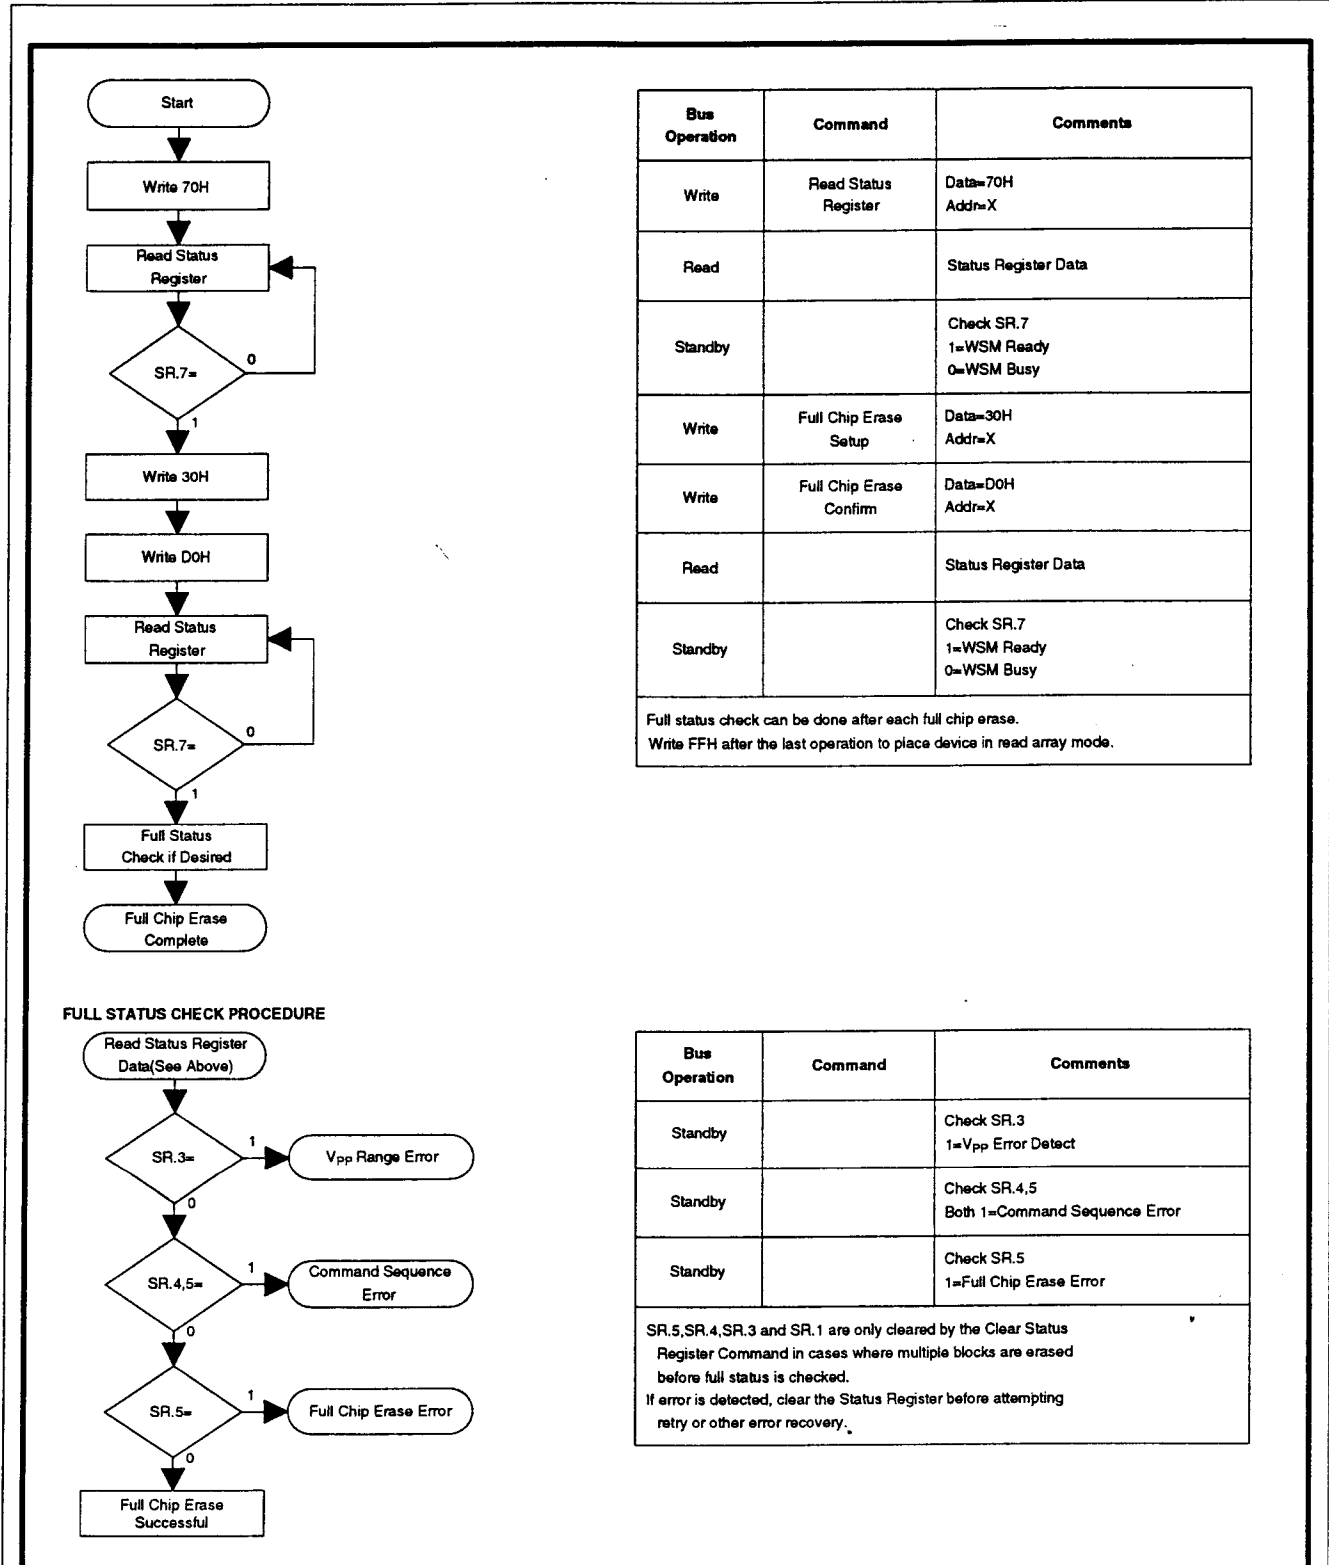 Start
Write 70H
Read Status
Register
SR.7=
0
1
Write 30H
Write D0H
Read Status
Register
SR.7=
0
1
Full Status
Check if Desired
Full Chip Erase
Complete
Bus
Operation
Command
Comments
Write
Read Status
Register
Data=70H
Addr=X
Read
Status Register Data
Standby
Check SR.7
1=WSM Ready
0=WSM Busy
Write
Full Chip Erase
Setup
Data=30H
Addr=X
Write
Full Chip Erase
Confirm
Data=D0H
Addr=X
Read
Status Register Data
Standby
Check SR.7
1=WSM Ready
0=WSM Busy
Full status check can be done after each full chip erase.
Write FFH after the last operation to place device in read array mode.
FULL STATUS CHECK PROCEDURE
Read Status Register
Data(See Above)
SR.3=
1
VPP Range Error
0
SR.4,5=
1
Command Sequence
Error
0
SR.5=
1
Full Chip Erase Error
0
Full Chip Erase
Successful
Bus
Operation
Command
Comments
Standby
Check SR.3
1=VPP Error Detect
Standby
Check SR.4,5
Both 1=Command Sequence Error
Standby
Check SR.5
1=Full Chip Erase Error
SR.5,SR.4,SR.3 and SR.1 are only cleared by the Clear Status
Register Command in cases where multiple blocks are erased
before full status is checked.
If error is detected, clear the Status Register before attempting
retry or other error recovery.